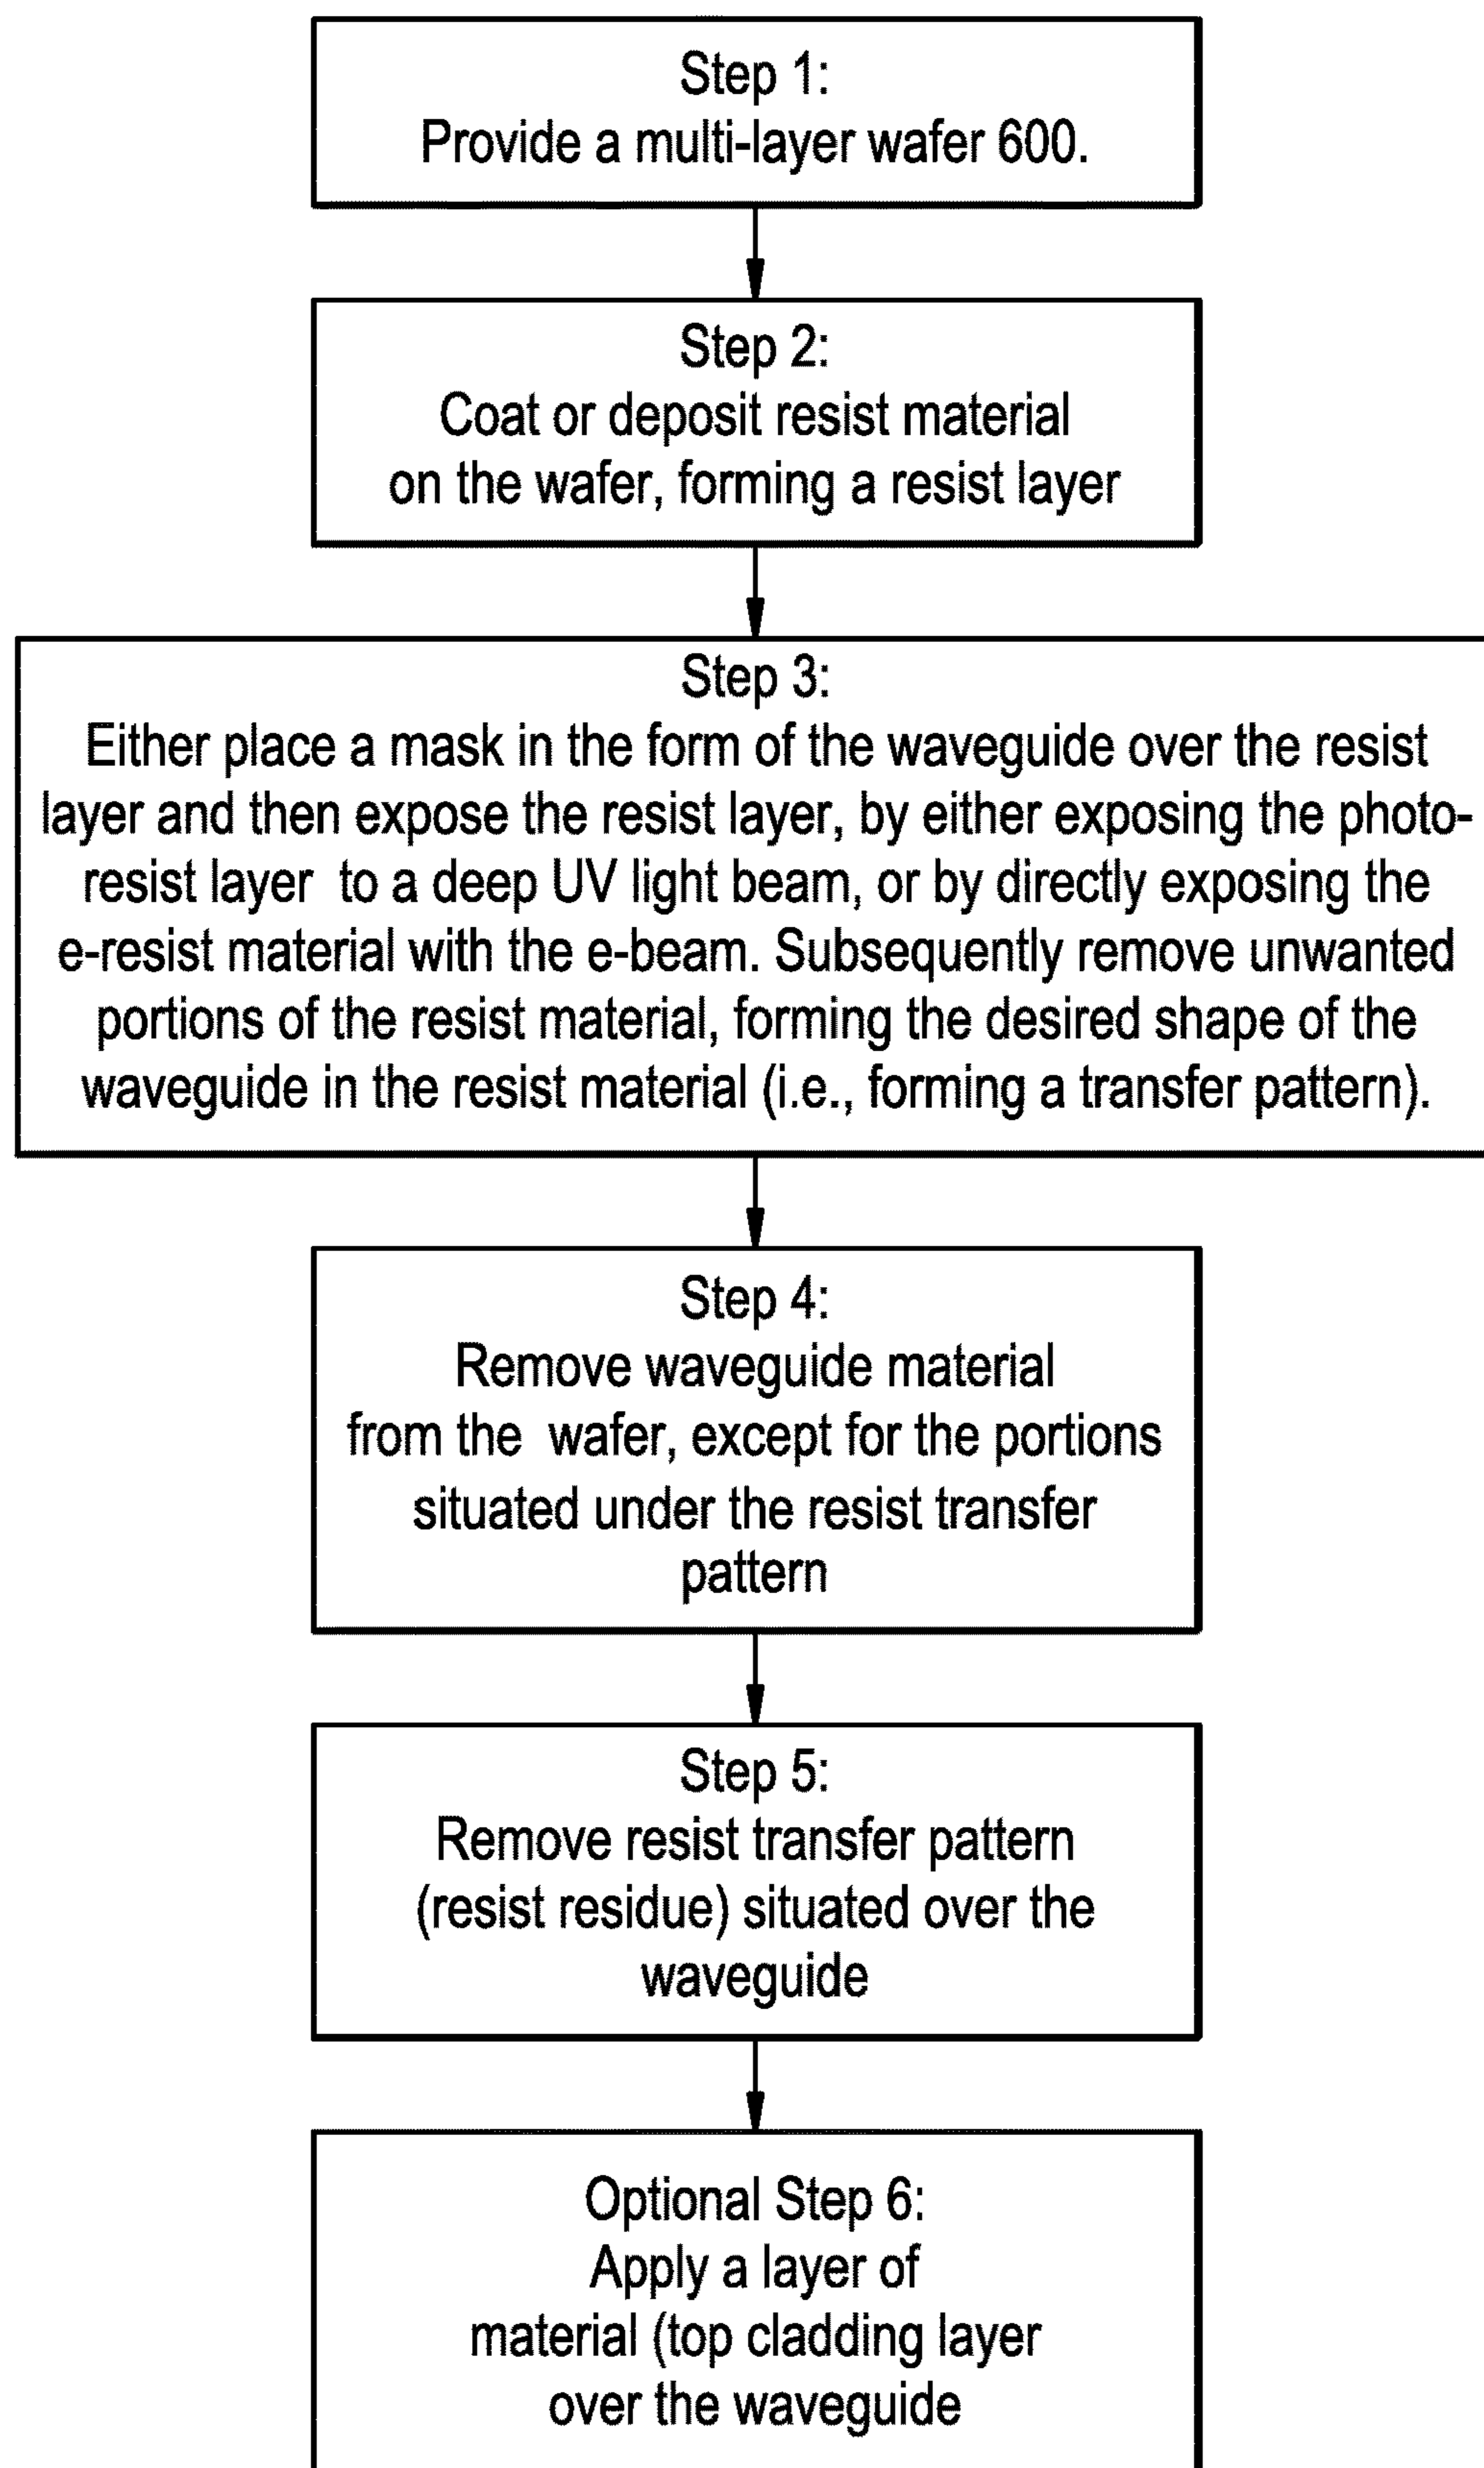 Step 1:
Provide a multi-layer wafer 600.
Step 2:
Coat or deposit resist material
on the wafer, forming a resist layer
Step 3:
Either place a mask in the form of the waveguide over the resist
layer and then expose the resist layer, by either exposing the photo-
resist layer to a deep UV light beam, or by directly exposing the
e-resist material with the e-beam. Subsequently remove unwanted
portions of the resist material, forming the desired shape of the
waveguide in the resist material (i.e., forming a transfer pattern).
Step 4:
Remove waveguide material
from the wafer, except for the portions
situated under the resist transfer
pattern
Step 5:
Remove resist transfer pattern
(resist residue) situated over the
waveguide
Optional Step 6:
Apply a layer of
material (top cladding layer
over the waveguide